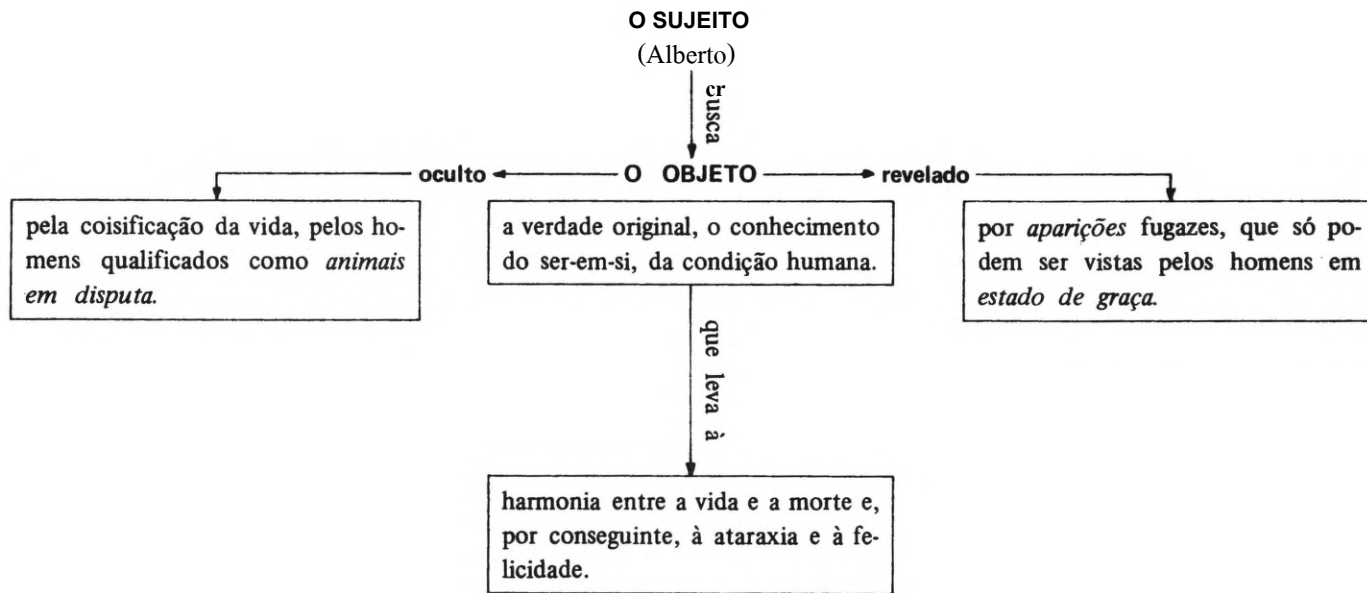 O SUJEITO
(Alberto)
cr
usca
oculto
O OBJETO
revelado
pela coisificação da vida, pelos ho-
mens qualificados como animais
em disputa.
a verdade original, o conhecimento
do ser-em-si, da condição humana.
por aparições fugazes, que só po-
dem ser vistas pelos homens em
estado de graça.
que leva à
harmonia entre a vida e a morte e,
por conseguinte, à ataraxia e à fe-
licidade.